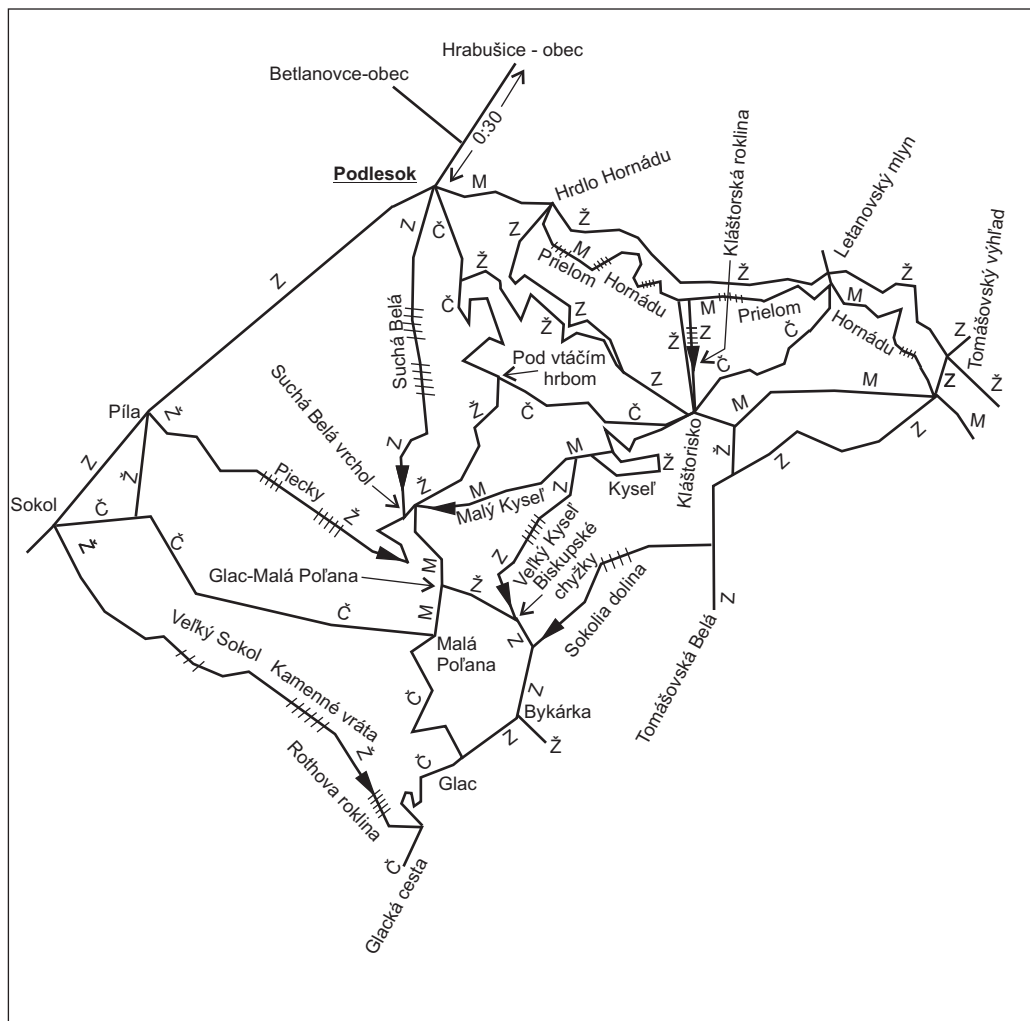 Hrabušice - obec
Betlanovce-obec
0:30
Podlesok
M
Hrdlo Hornádu
Kláštorská roklina
Letanovský mlyn
Tomášovský výhľad
Z
Č
Z
Ž
Z
Ž
M
Prielom
Hornádu
Ž
M
Prielom
Ž
Hornádu
Z
Z
Suchá Belá
Č
Ž
Z
Ž
Z
Č
Z
Ž
M
Pod vtáčím
hrbom
Z
Č
Č
M
M
Z
Píla
Z
Suchá Belá vrchol
Ž
Kláštorisko
Ž
Z
Z
Ž
Piecky
Z
M
Ž
Kyseľ
Sokol
Č
Ž
Ž
M
Malý Kyseľ
Z
Z
Č
Glac-Malá Poľana
M
Ž
Z
Veľký Kyseľ
Biskupské
chyžky
Sokolia dolina
Z
Č
M
Malá
Poľana
Z
Tomášovská Belá
Veľký Sokol
Kamenné vráta
Č
Z
Bykárka
Z
Ž
Z
Rothova roklina
Č
Glac
Č
Glacká cesta